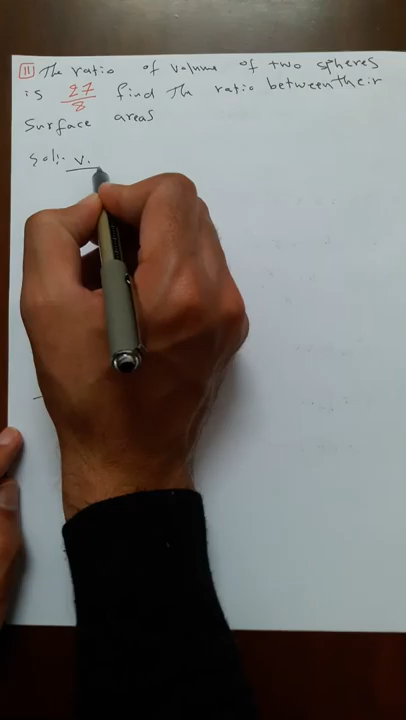 11 The ratio of volume of two spheres
is 27/8 find The ratio between their
Surface areas
Sol: V.